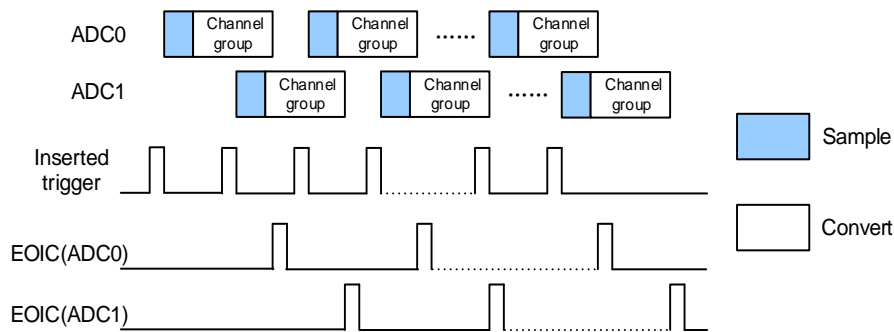 ADC0
Channel
group
Channel
group
......
Channel
group
ADC1
Channel
group
Channel
group
......
Channel
group
Sample
Inserted
trigger
Convert
EOIC(ADC0)
EOIC(ADC1)